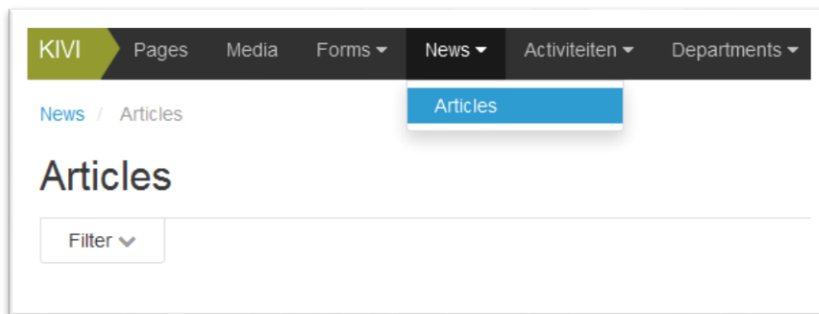 KIVI Pages Media Forms News Activiteiten Departments
Articles
News / Articles
Articles
Filter